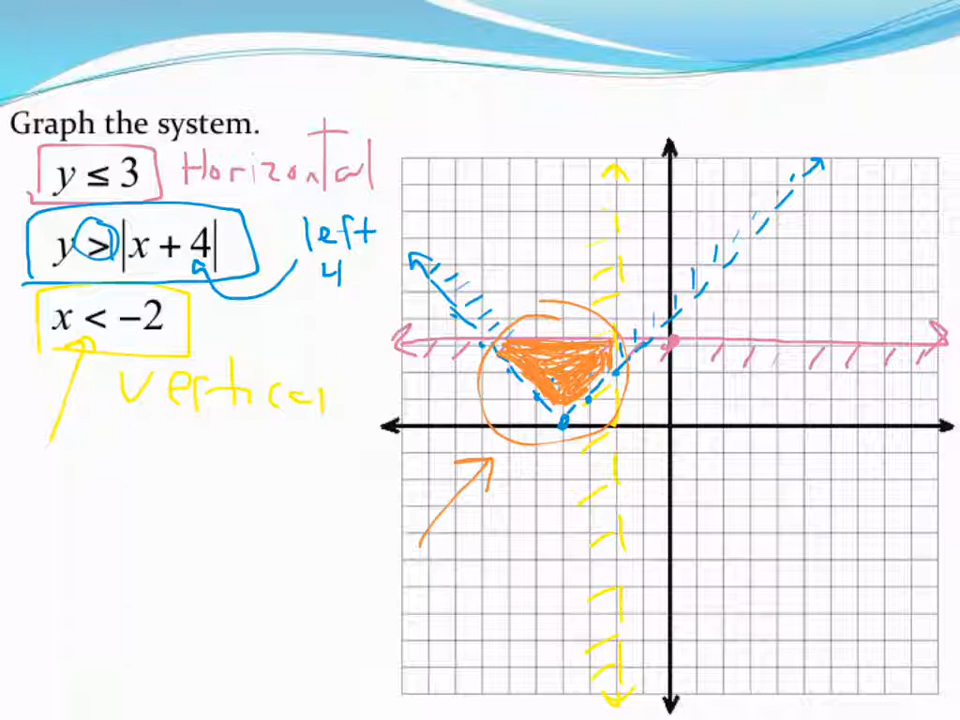 Graph the system.
y ≤ 3 Horizontal
y > |x + 4| left 4
x < −2
vertical